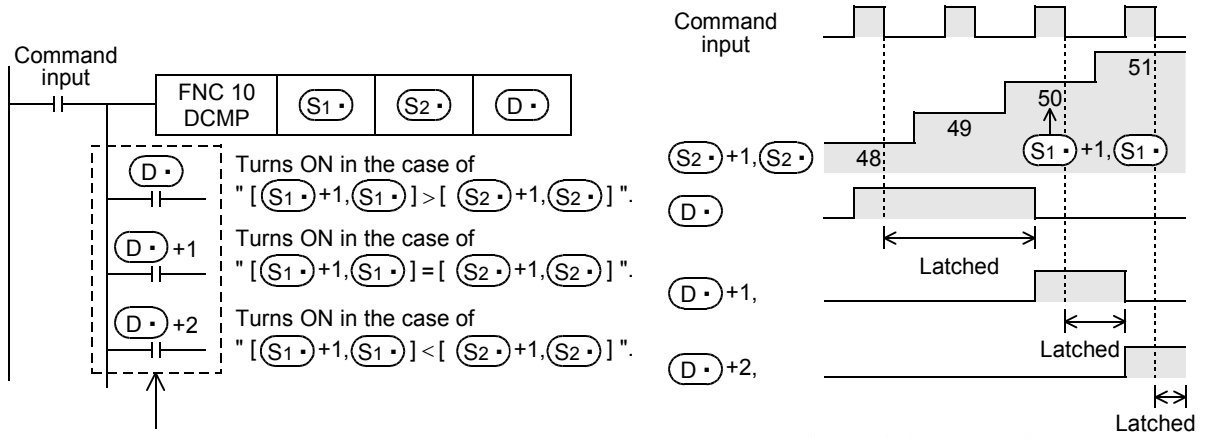 Command
input
FNC 10
DCMP
S1・
S2・
D・
D・
Turns ON in the case of
" [ S1・ +1, S1・ ] > [ S2・ +1, S2・ ] ".
D・ +1
Turns ON in the case of
" [ S1・ +1, S1・ ] = [ S2・ +1, S2・ ] ".
D・ +2
Turns ON in the case of
" [ S1・ +1, S1・ ] < [ S2・ +1, S2・ ] ".
Command
input
51
50
49
S1・ +1, S1・
S2・ +1, S2・
48
D・
Latched
D・ +1,
Latched
D・ +2,
Latched